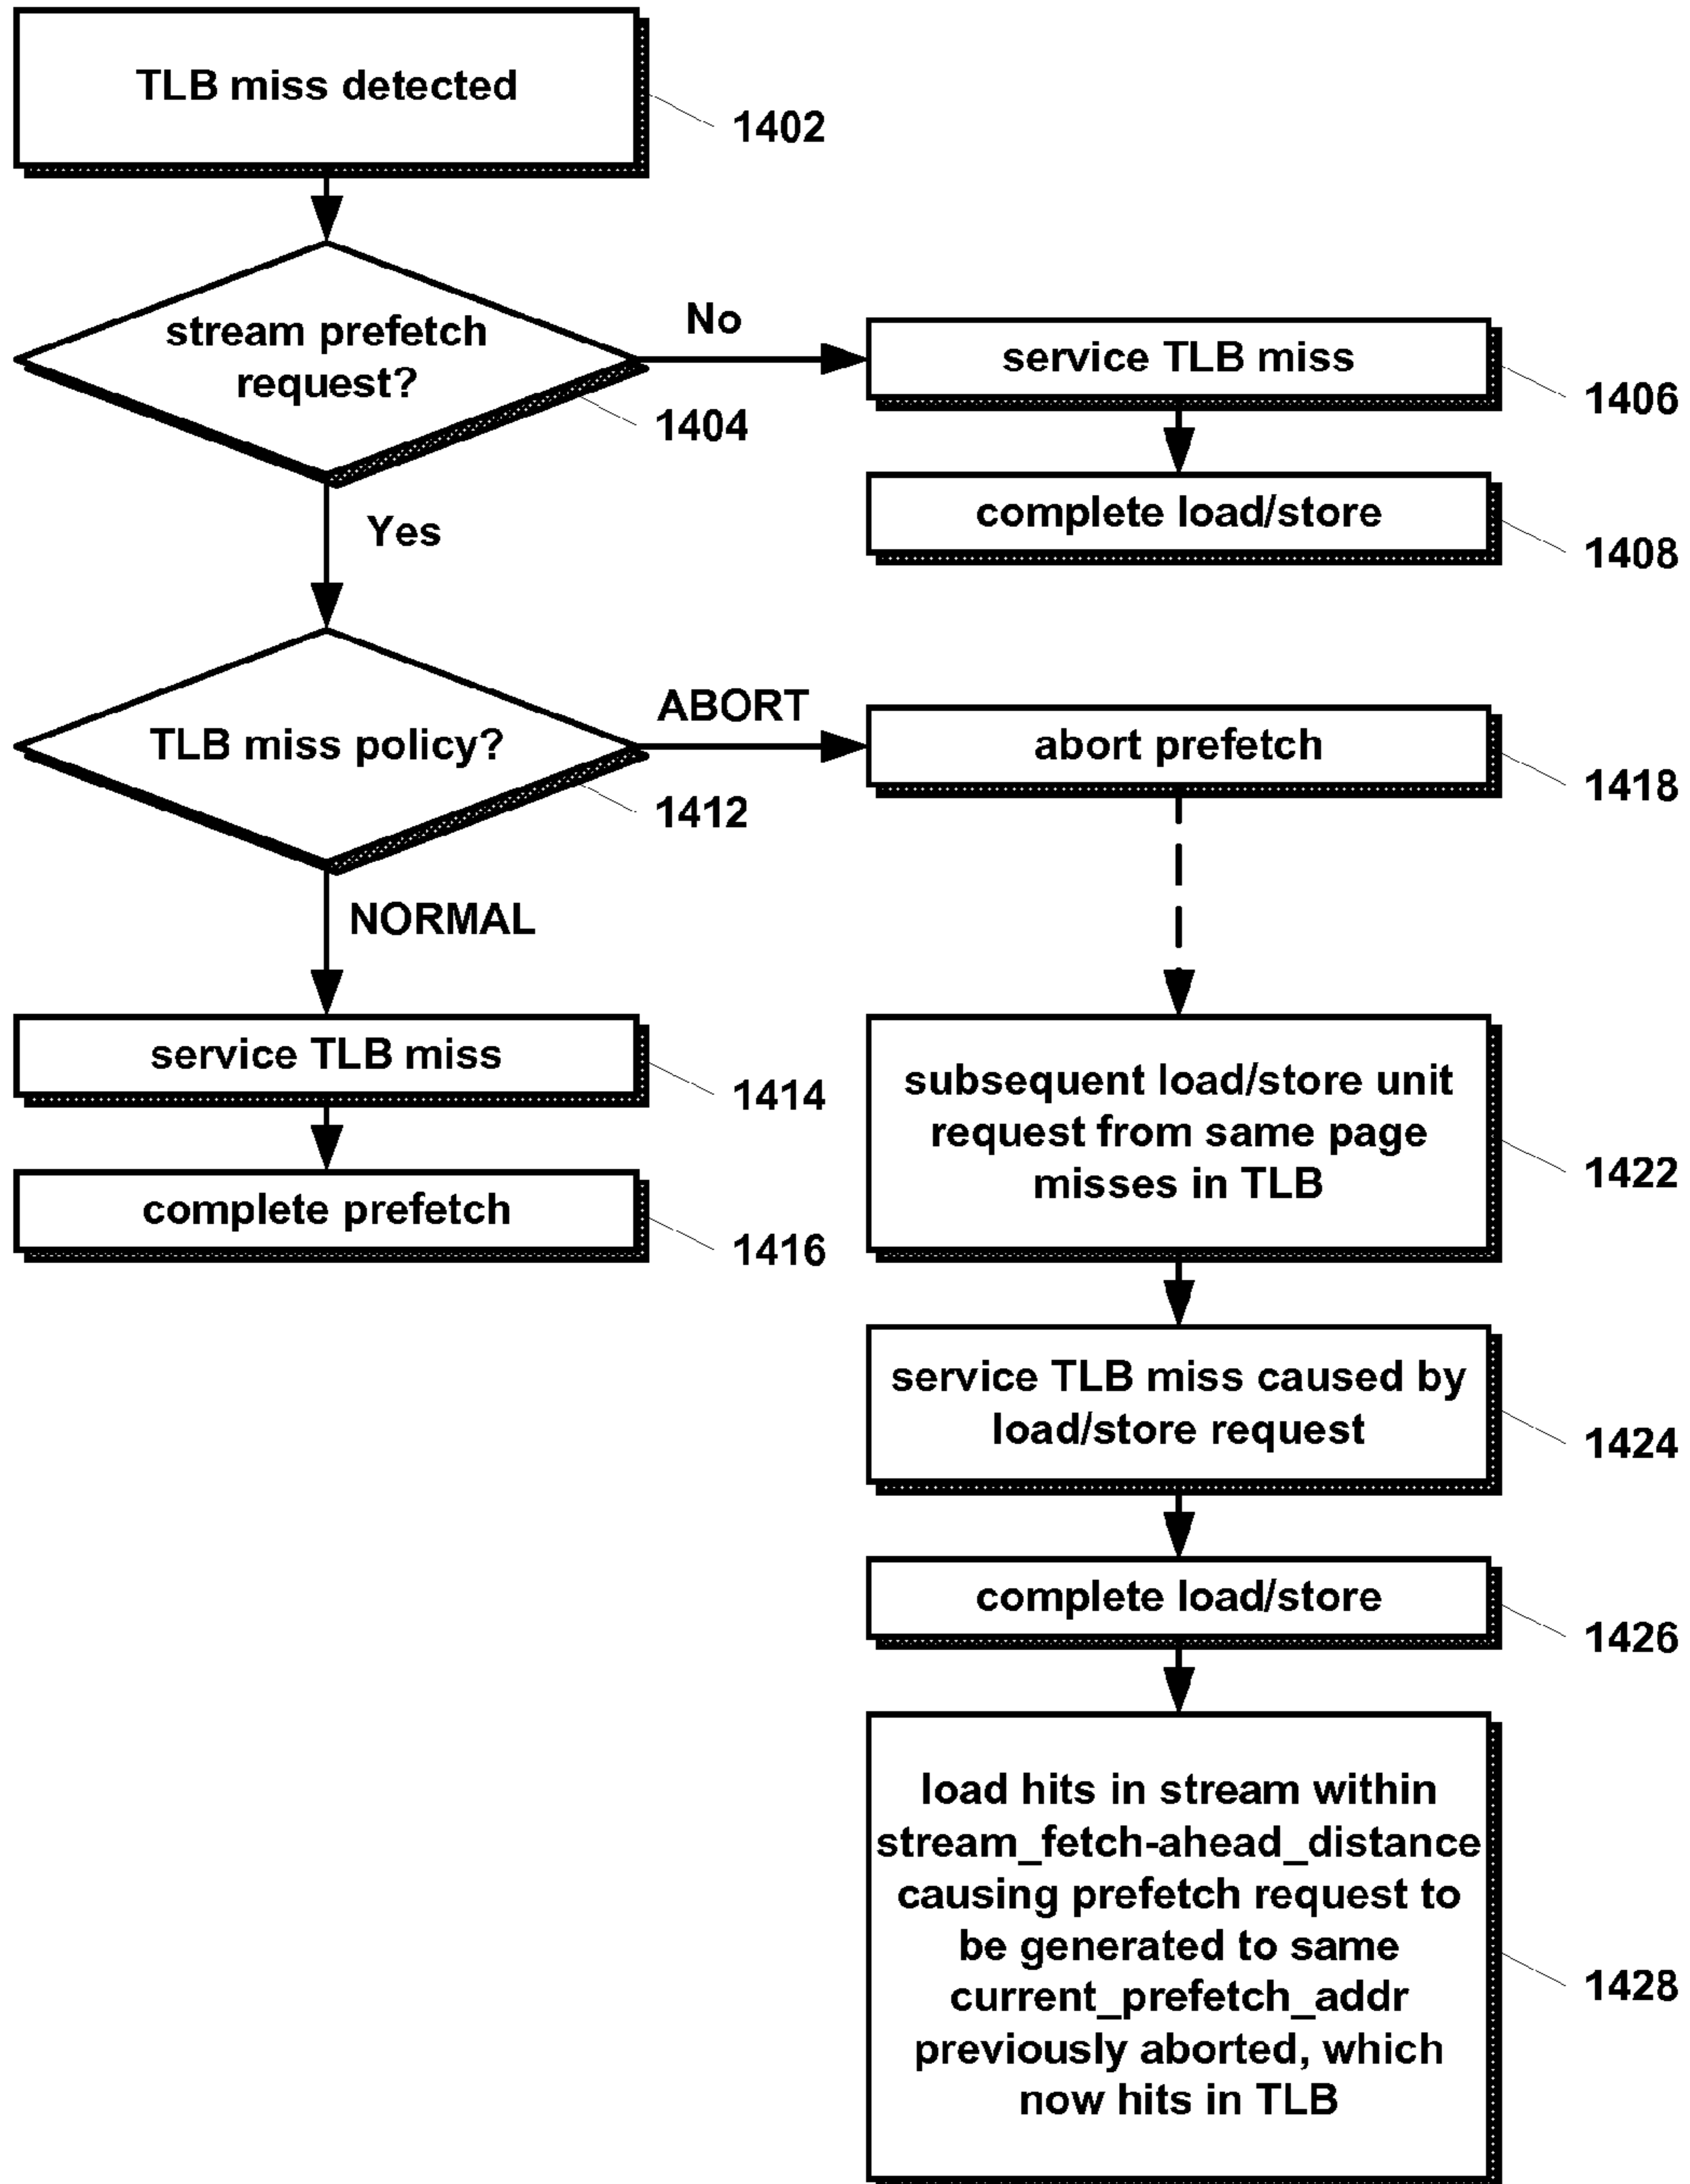 TLB miss detected
1402
stream prefetch
request?
1404
No
service TLB miss
1406
complete load/store
1408
Yes
TLB miss policy?
1412
ABORT
abort prefetch
1418
NORMAL
service TLB miss
1414
complete prefetch
1416
subsequent load/store unit
request from same page
misses in TLB
1422
service TLB miss caused by
load/store request
1424
complete load/store
1426
load hits in stream within
stream_fetch-ahead_distance
causing prefetch request to
be generated to same
current_prefetch_addr
previously aborted, which
now hits in TLB
1428